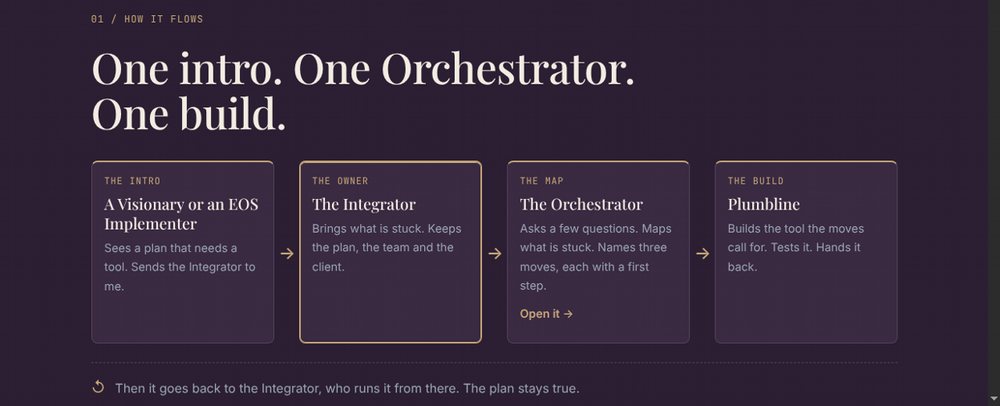 01 / HOW IT FLOWS
One intro. One Orchestrator.
One build.
THE INTRO
A Visionary or an EOS
Implementer
Sees a plan that needs a
tool. Sends the Integrator to
me.
→
THE OWNER
The Integrator
Brings what is stuck. Keeps
the plan, the team and the
client.
→
THE MAP
The Orchestrator
Asks a few questions. Maps
what is stuck. Names three
moves, each with a first
step.
Open it →
→
THE BUILD
Plumbline
Builds the tool the moves
call for. Tests it. Hands it
back.
Then it goes back to the Integrator, who runs it from there. The plan stays true.